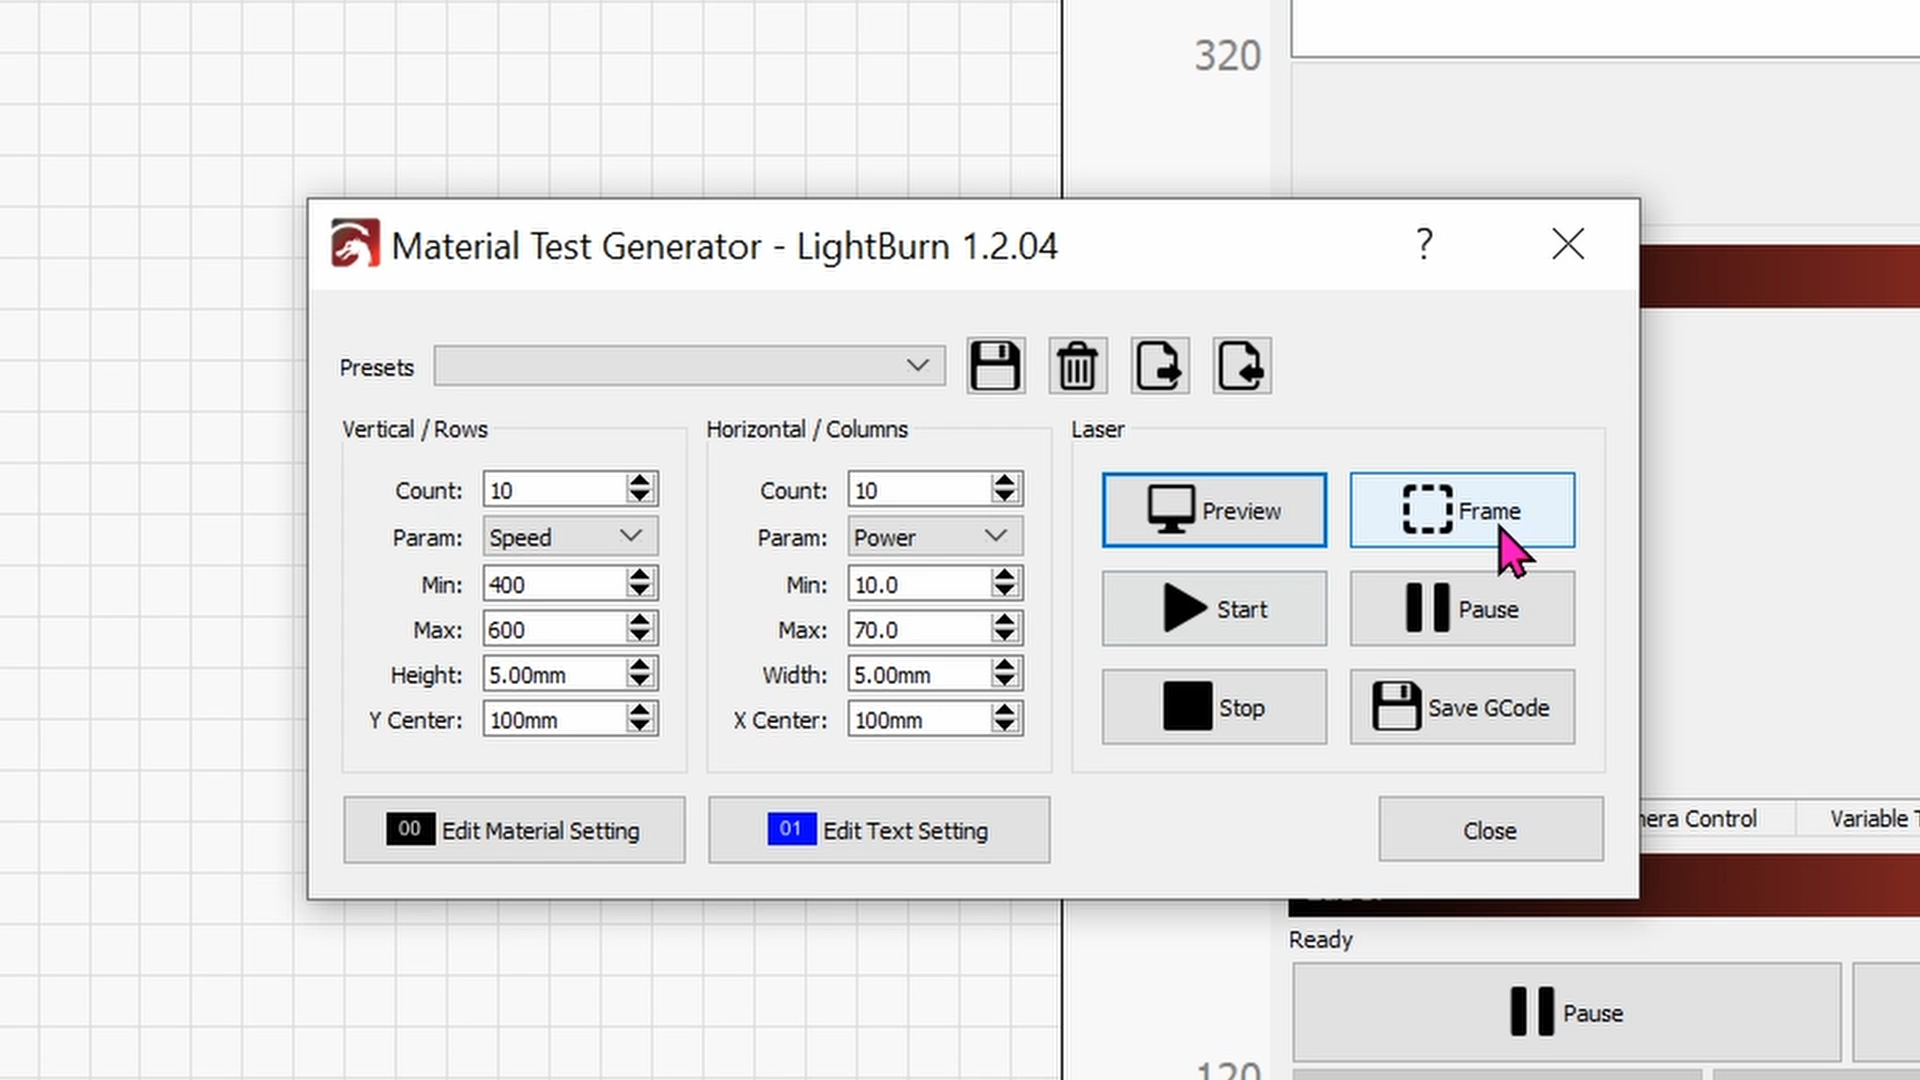 320
Material Test Generator - LightBurn 1.2.04
?
Presets
Vertical / Rows
Horizontal / Columns
Laser
Count: 10
Count: 10
Preview
Frame
Param: Speed
Param: Power
Min: 400
Min: 10.0
Start
Pause
Max: 600
Max: 70.0
Height: 5.00mm
Width: 5.00mm
Stop
Save GCode
Y Center: 100mm
X Center: 100mm
00 Edit Material Setting
01 Edit Text Setting
Close
Control
Variable
Ready
Pause
120